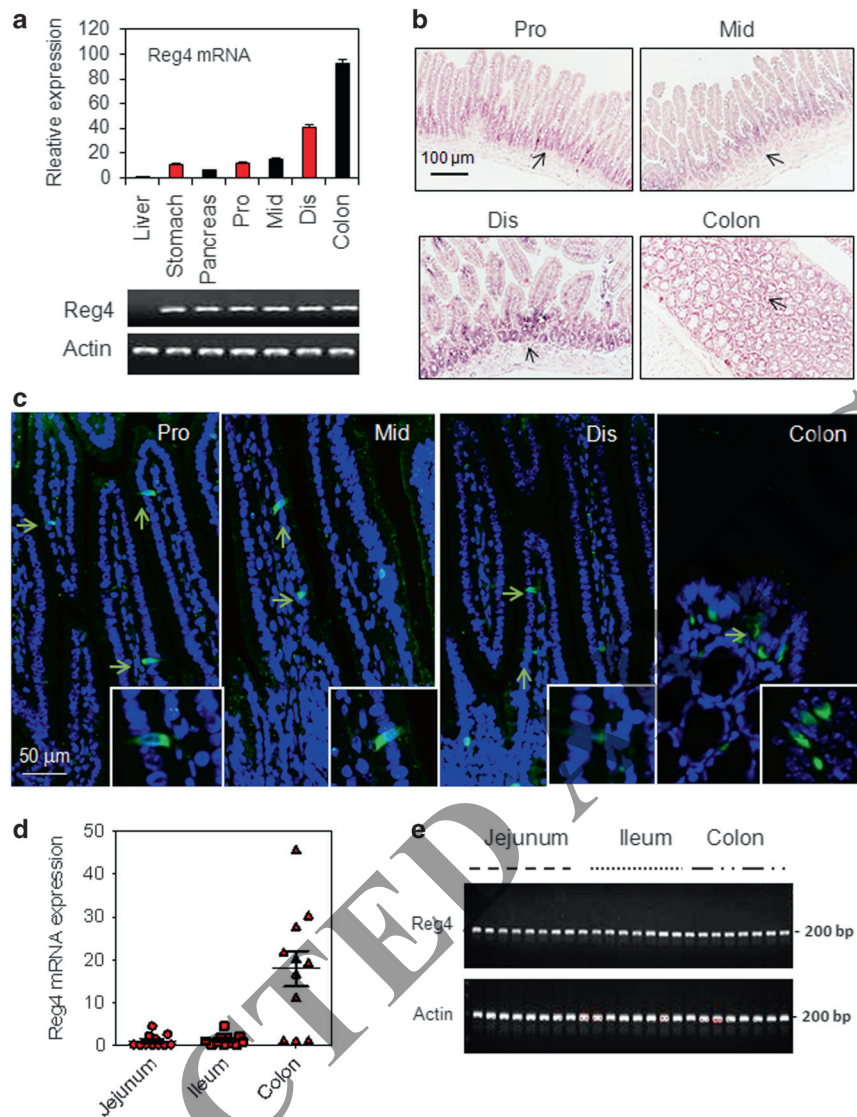 a
120
100
80
60
40
20
0
Rleative expression
Reg4 mRNA
Liver
Stomach
Pancreas
Pro
Mid
Dis
Colon
Reg4
Actin
b
Pro
Mid
100 µm
Dis
Colon
c
Pro
Mid
Dis
Colon
50 µm
d
50
40
30
20
10
0
Reg4 mRNA expression
Jejunum
Ileum
Colon
e
Jejunum
Ileum
Colon
Reg4
- 200 bp
Actin
- 200 bp
CTED A